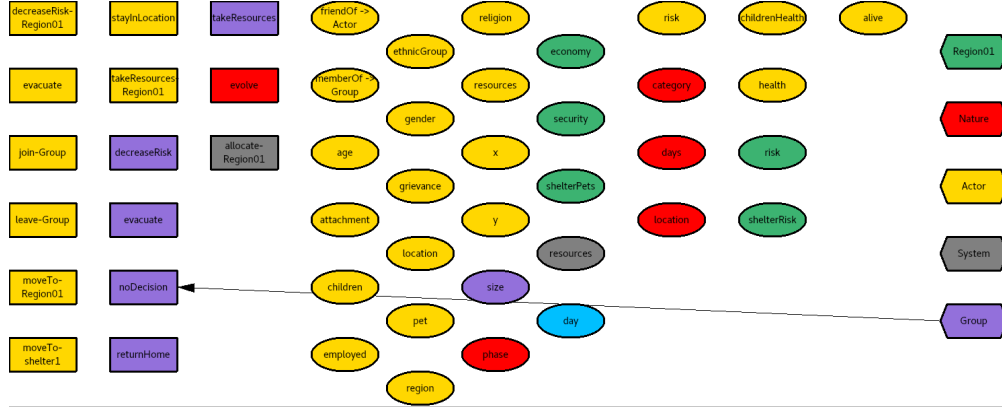 decreaseRisk-
Region01
stayInLocation
takeResources
friendOf ->
Actor
religion
risk
childrenHealth
alive
ethnicGroup
economy
Region01
evacuate
takeResources-
Region01
evolve
memberOf ->
Group
resources
category
health
gender
security
Nature
join-Group
decreaseRisk
allocate-
Region01
age
x
days
risk
grievance
shelterPets
Actor
leave-Group
evacuate
attachment
y
location
shelterRisk
location
resources
System
moveTo-
Region01
noDecision
children
size
pet
day
Group
moveTo-
shelter1
returnHome
employed
phase
region